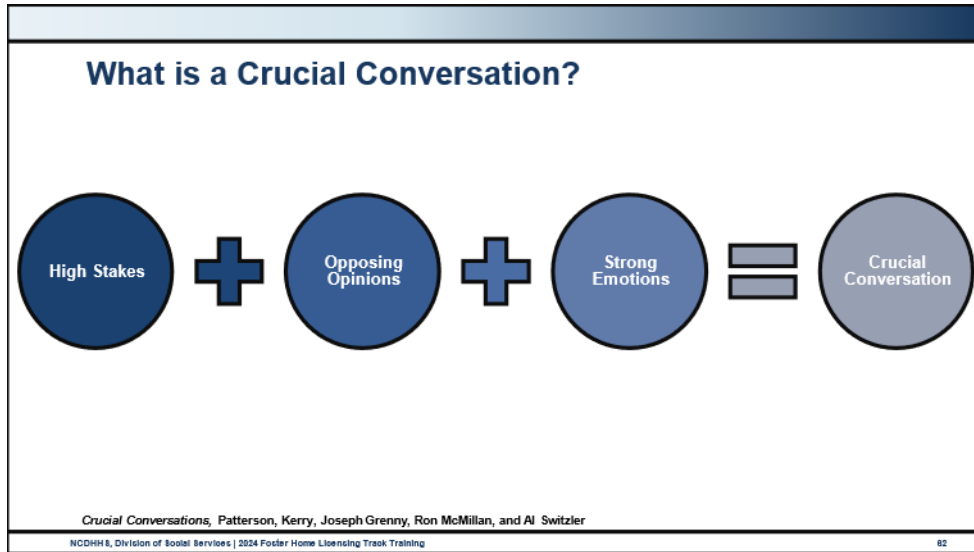 What is a Crucial Conversation?
High Stakes
Opposing
Opinions
Strong
Emotions
Crucial
Conversation
Crucial Conversations, Patterson, Kerry, Joseph Grenny, Ron McMillan, and Al Switzler
NCDHHS, Division of Social Services | 2024 Foster Home Licensing Track Training
62